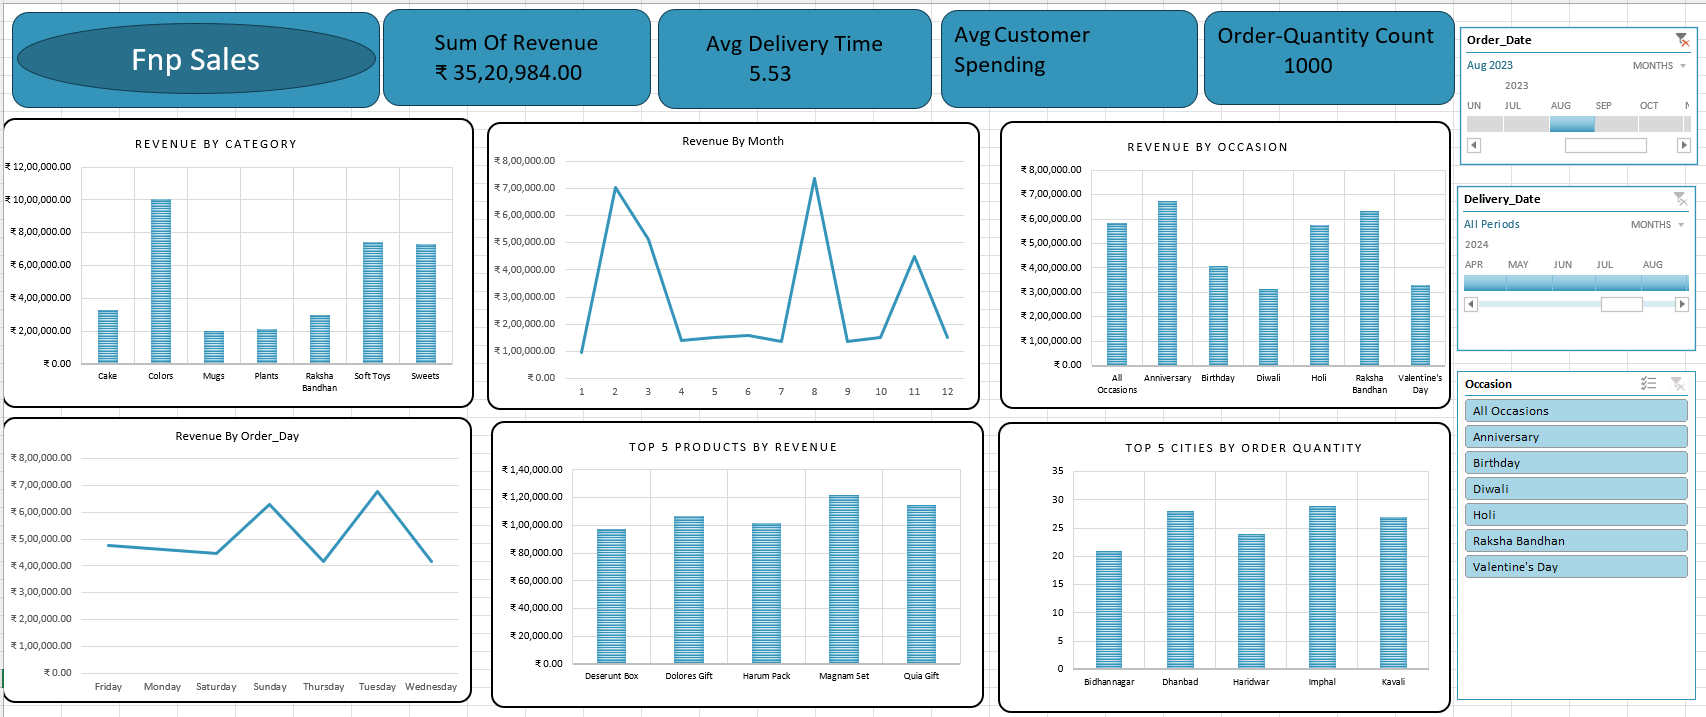 Fnp Sales
Sum Of Revenue
₹ 35,20,984.00
Avg Delivery Time
5.53
Avg Customer
Spending
Order-Quantity Count
1000
Order_Date
Aug 2023
MONTHS
2023
UN JUL AUG SEP OCT
REVENUE BY CATEGORY
₹ 12,00,000.00
₹ 10,00,000.00
₹ 8,00,000.00
₹ 6,00,000.00
₹ 4,00,000.00
₹ 2,00,000.00
₹ 0.00
Cake Colors Mugs Plants Raksha Bandhan Soft Toys Sweets
Revenue By Month
₹ 8,00,000.00
₹ 7,00,000.00
₹ 6,00,000.00
₹ 5,00,000.00
₹ 4,00,000.00
₹ 3,00,000.00
₹ 2,00,000.00
₹ 1,00,000.00
₹ 0.00
1 2 3 4 5 6 7 8 9 10 11 12
REVENUE BY OCCASION
₹ 8,00,000.00
₹ 7,00,000.00
₹ 6,00,000.00
₹ 5,00,000.00
₹ 4,00,000.00
₹ 3,00,000.00
₹ 2,00,000.00
₹ 1,00,000.00
₹ 0.00
All Occasions Anniversary Birthday Diwali Holi Raksha Bandhan Valentine's Day
Delivery_Date
All Periods
MONTHS
2024
APR MAY JUN JUL AUG
Occasion
All Occasions
Anniversary
Birthday
Diwali
Holi
Raksha Bandhan
Valentine's Day
Revenue By Order_Day
₹ 8,00,000.00
₹ 7,00,000.00
₹ 6,00,000.00
₹ 5,00,000.00
₹ 4,00,000.00
₹ 3,00,000.00
₹ 2,00,000.00
₹ 1,00,000.00
₹ 0.00
Friday Monday Saturday Sunday Thursday Tuesday Wednesday
TOP 5 PRODUCTS BY REVENUE
₹ 1,40,000.00
₹ 1,20,000.00
₹ 1,00,000.00
₹ 80,000.00
₹ 60,000.00
₹ 40,000.00
₹ 20,000.00
₹ 0.00
Deserunt Box Dolores Gift Harum Pack Magnam Set Quia Gift
TOP 5 CITIES BY ORDER QUANTITY
35
30
25
20
15
10
5
0
Bidhannagar Dhanbad Haridwar Imphal Kavali